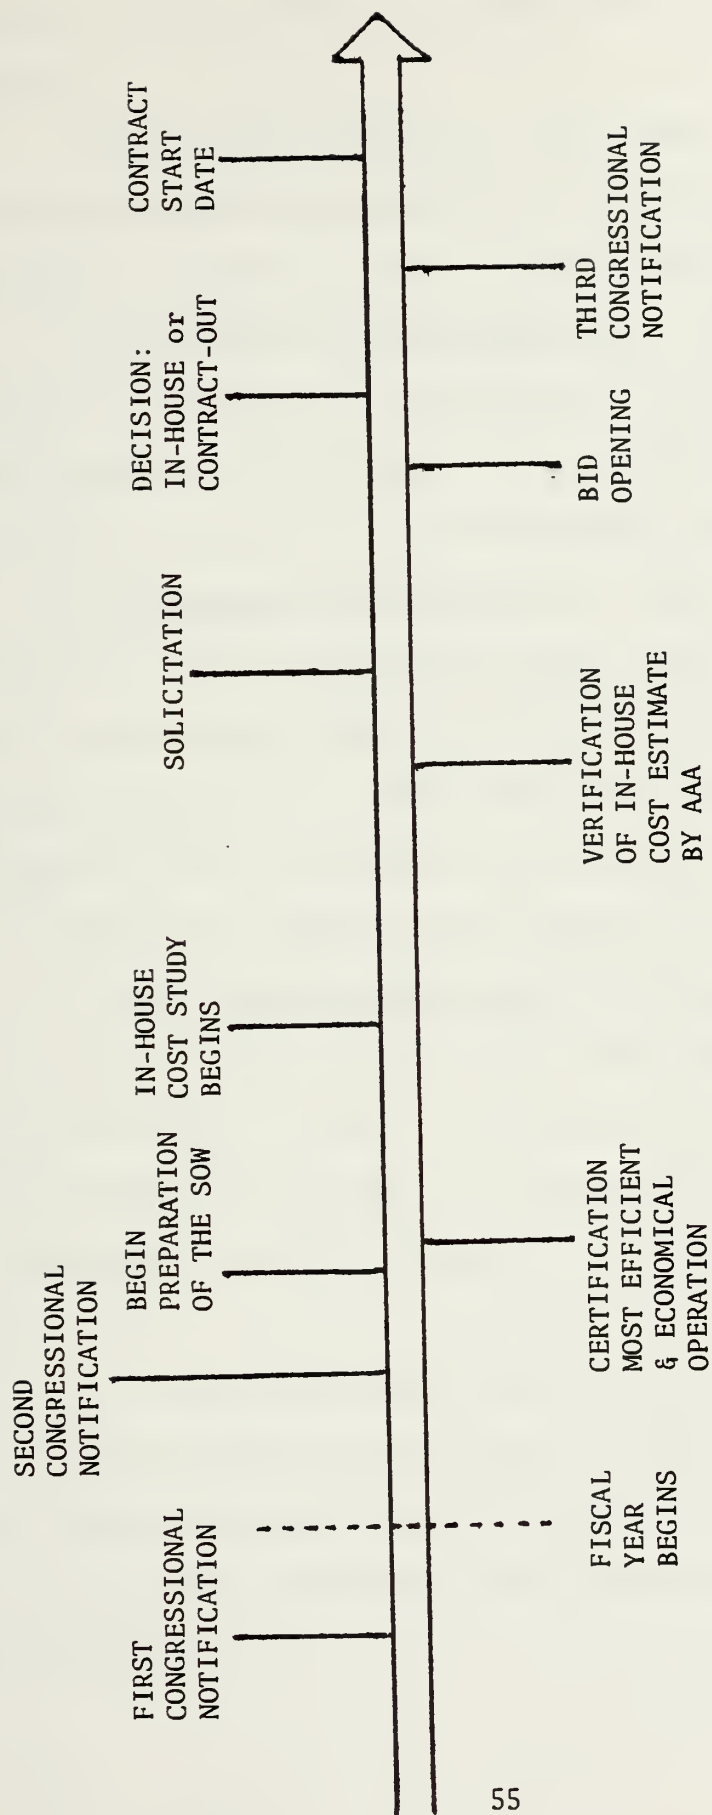 FIRST
CONGRESSIONAL
NOTIFICATION
SECOND
CONGRESSIONAL
NOTIFICATION
BEGIN
PREPARATION
OF THE SOW
IN-HOUSE
COST STUDY
BEGINS
SOLICITATION
DECISION:
IN-HOUSE or
CONTRACT-OUT
CONTRACT
START
DATE
FISCAL
YEAR
BEGINS
CERTIFICATION
MOST EFFICIENT
& ECONOMICAL
OPERATION
VERIFICATION
OF IN-HOUSE
COST ESTIMATE
BY AAA
BID
OPENING
THIRD
CONGRESSIONAL
NOTIFICATION
55